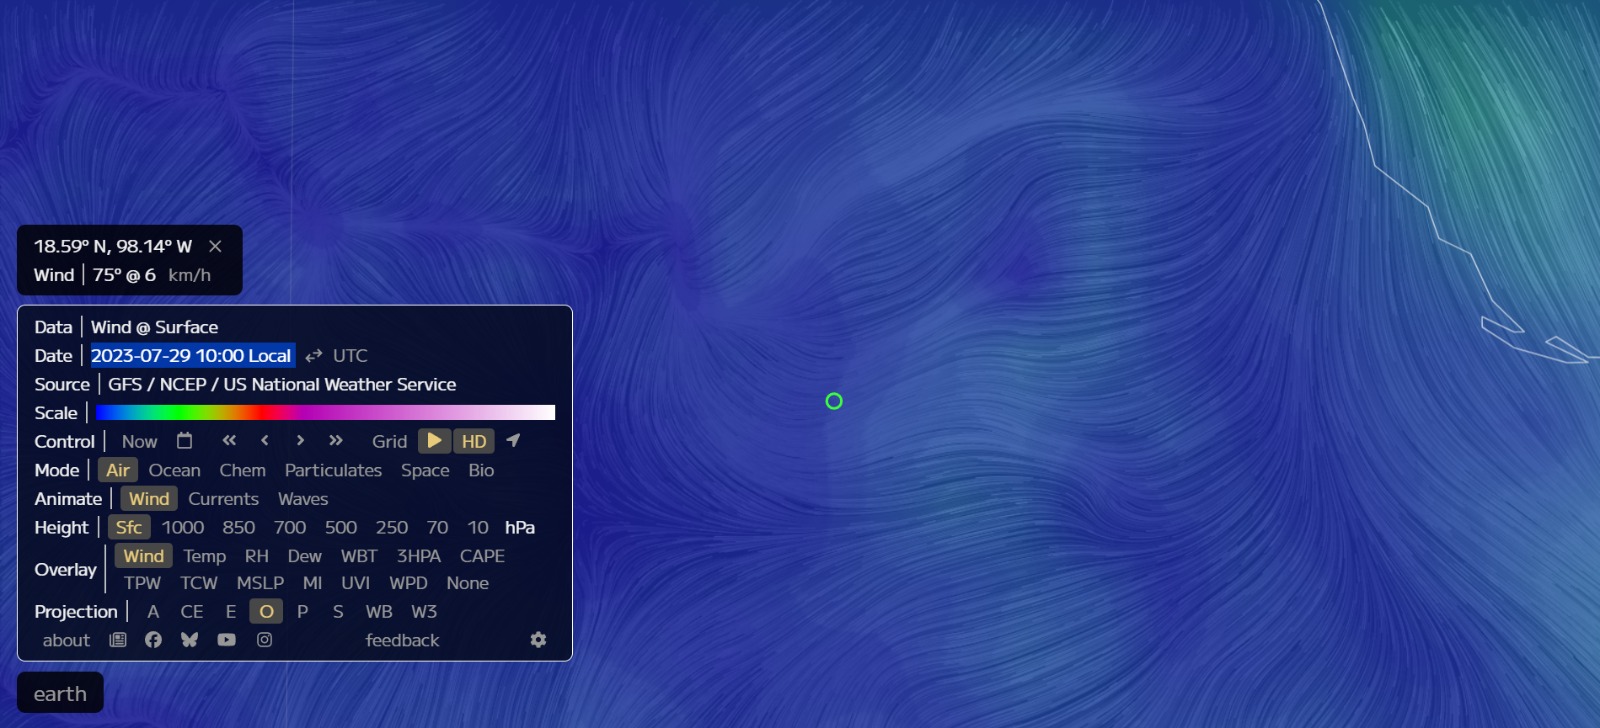 18.59° N, 98.14° W ×
Wind | 75° @ 6 km/h
Data | Wind @ Surface
Date | 2023-07-29 10:00 Local ⇄ UTC
Source | GFS / NCEP / US National Weather Service
Scale |
Control | Now « ‹ › » Grid HD
Mode | Air Ocean Chem Particulates Space Bio
Animate | Wind Currents Waves
Height | Sfc 1000 850 700 500 250 70 10 hPa
Overlay | Wind Temp RH Dew WBT 3HPA CAPE
TPW TCW MSLP MI UVI WPD None
Projection | A CE E O P S WB W3
about feedback
earth